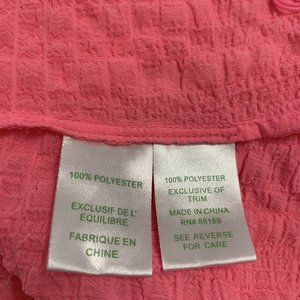 100% POLYESTER
EXCLUSIF DE L'
EQUILIBRE
FABRIQUE EN
CHINE
100% POLYESTER
EXCLUSIVE OF
TRIM
MADE IN CHINA
RN# 88189
SEE REVERSE
FOR CARE